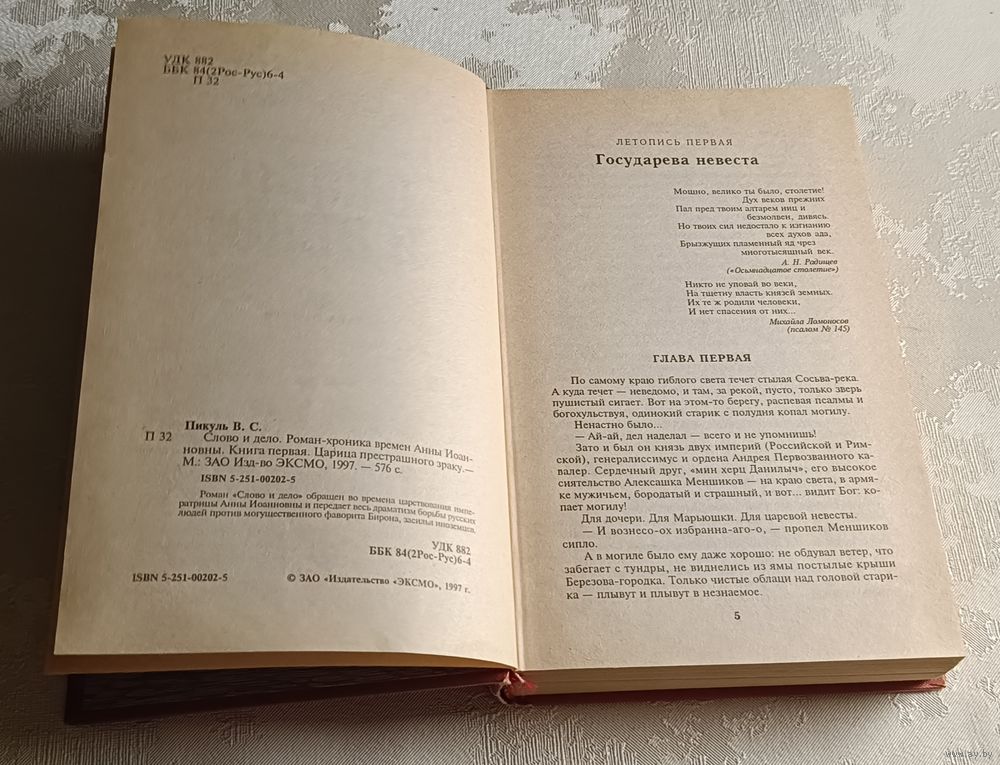 УДК 882
ББК 84(2Рос-Рус)6-4
П 32
Пикуль В. С.
П 32
Слово и дело. Роман-хроника времен Анны Иоан-
новны. Книга первая. Царица престрашного зраку.—
М.: ЗАО Изд-во ЭКСМО, 1997. — 576 с.
ISBN 5-251-00202-5
Роман «Слово и дело» обращен во времена царствования импе-
ратрицы Анны Иоанновны и передает весь драматизм борьбы русских
людей против могущественного фаворита Бирона, засилья иноземцев.
УДК 882
ББК 84(2Рос-Рус)6-4
ISBN 5-251-00202-5
© ЗАО «Издательство «ЭКСМО», 1997 г.
ЛЕТОПИСЬ ПЕРВАЯ
Государева невеста
Мощно, велико ты было, столетие!
Дух веков прежних
Пал пред твоим алтарем ниц и
безмолвен, дивясь.
Но твоих сил недостало к изгнанию
всех духов ада,
Брызжущих пламенный яд чрез
многотысящный век.
А. Н. Радищев
(«Осьмнадцатое столетие»)
Никто не уповай во веки,
На тщетну власть князей земных.
Их те ж родили человеки,
И нет спасения от них...
Михайла Ломоносов
(псалом № 145)
ГЛАВА ПЕРВАЯ
По самому краю гиблого света течет стылая Сосьва-река.
А куда течет — неведомо, и там, за рекой, пусто, только зверь
пушистый сигает. Вот на этом-то берегу, распевая псалмы и
богохульствуя, одинокий старик с полудня копал могилу.
Ненастно было...
— Ай-ай, дел наделал — всего и не упомнишь!
Зато и был он князь двух империй (Российской и Рим-
ской), генералиссимус и ордена Андрея Первозванного ка-
валер. Сердечный друг, «мин херц Данилыч», его высокое
сиятельство Алексашка Меншиков — на краю света, в армя-
ке мужичьем, бородатый и страшный, и вот... видит Бог: ко-
пает могилу!
Для дочери. Для Марьюшки. Для царевой невесты.
— И вознесо-ох избранна-аго-о, — пропел Меншиков
сипло.
А в могиле было ему даже хорошо: не обдувал ветер, что
забегает с тундры, не виднелись из ямы постылые крыши
Березова-городка. Только чистые облаци над головой стари-
ка — плывут и плывут в незнаемое.
5
www.av.by